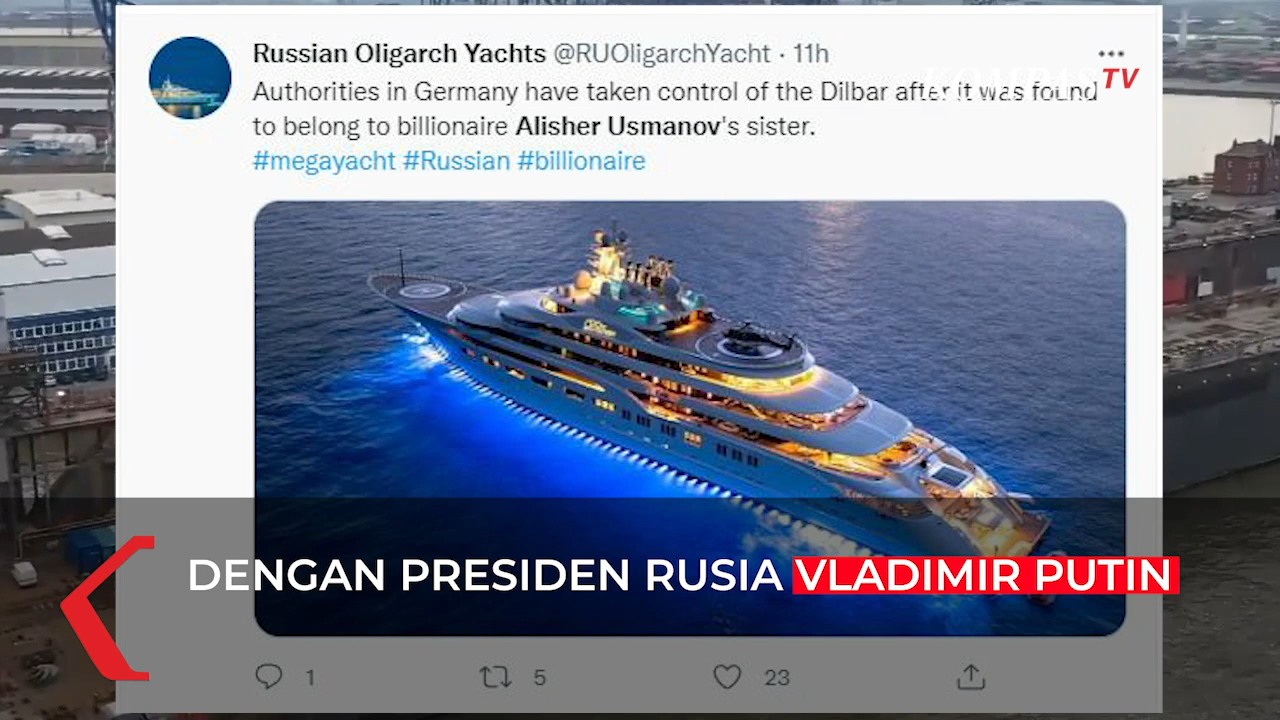 Russian Oligarch Yachts @RUOligarchYacht · 11h
KOMPAS TV
Authorities in Germany have taken control of the Dilbar after it was found
to belong to billionaire Alisher Usmanov's sister.
#megayacht #Russian #billionaire
DENGAN PRESIDEN RUSIA VLADIMIR PUTIN
1 5 23